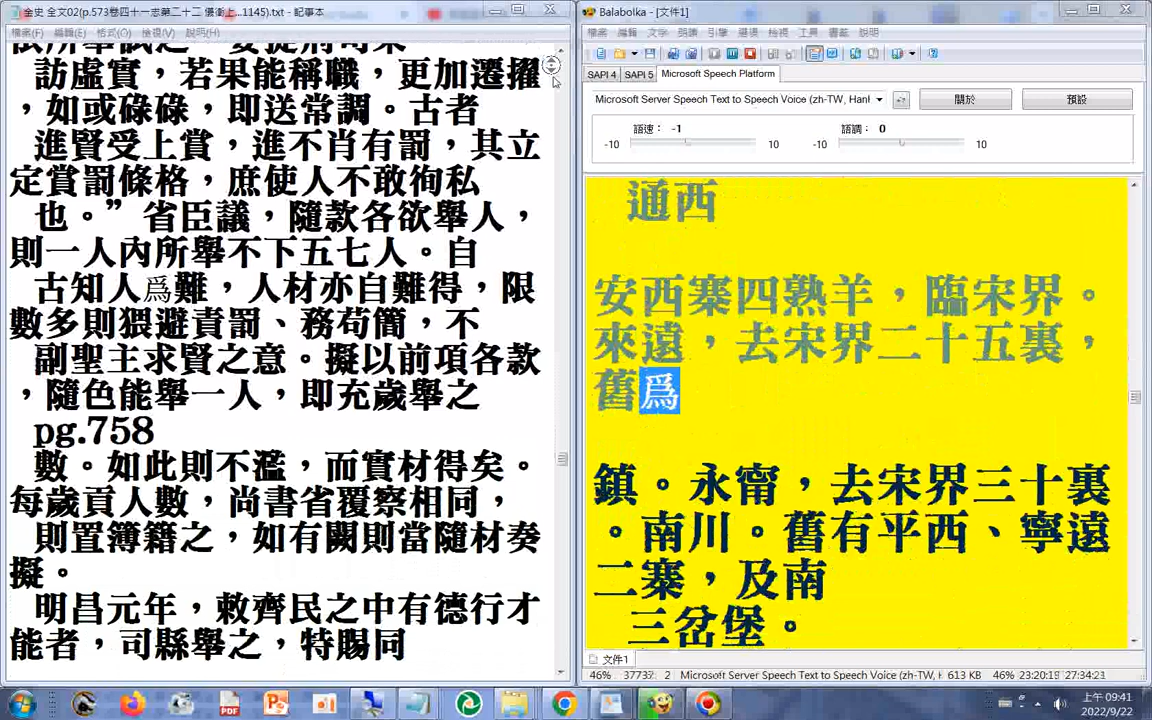 金史 全文02(p.573卷四十一志第二十二 儀衛上...1145).txt - 記事本
檔案(F) 編輯(E) 格式(O) 檢視(V) 說明(H)
訪虛實，若果能稱職，更加遷擢
，如或碌碌，即送常調。古者
進賢受上賞，進不肖有罰，其立
定賞罰條格，庶使人不敢徇私
也。”省臣議，隨款各欲舉人，
則一人內所舉不下五七人。自
古知人爲難，人材亦自難得，限
數多則猥避責罰、務苟簡，不
副聖主求賢之意。擬以前項各款
，隨色能舉一人，即充歲舉之
pg.758
數。如此則不濫，而實材得矣。
每歲貢人數，尚書省覆察相同，
則置簿籍之，如有闕則當隨材奏
擬。
明昌元年，敕齊民之中有德行才
能者，司縣舉之，特賜同
Balabolka - [文件1]
檔案 編輯 文字 朗讀 引擎 選項 檢視 工具 書籤 說明
SAPI 4 SAPI 5 Microsoft Speech Platform
Microsoft Server Speech Text to Speech Voice (zh-TW, Hanl 關於 預設
語速： -1 語調： 0
-10 10 -10 10
通西
安西寨四熟羊，臨宋界。
來遠，去宋界二十五裏，
舊爲
鎮。永甯，去宋界三十裏
。南川。舊有平西、寧遠
二寨，及南
三岔堡。
文件1
46% 37737: 2 Microsoft Server Speech Text to Speech Voice (zh-TW, Hanl 613 KB 46% 23:20:19 27:34:21
上午 09:41
2022/9/22